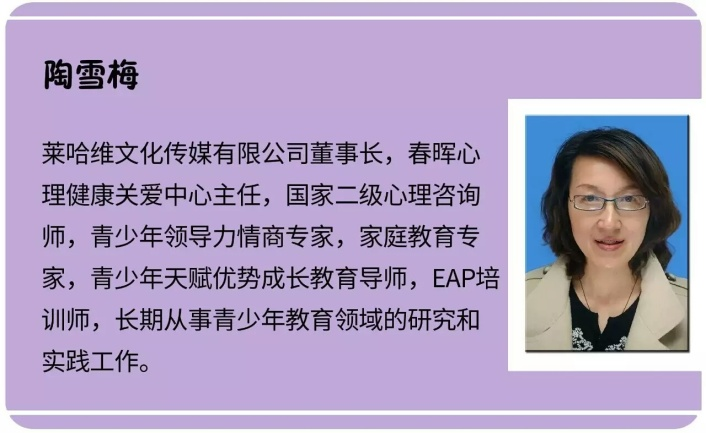 陶雪梅
莱哈维文化传媒有限公司董事长，春晖心
理健康关爱中心主任，国家二级心理咨询
师，青少年领导力情商专家，家庭教育专
家，青少年天赋优势成长教育导师，EAP培
训师，长期从事青少年教育领域的研究和
实践工作。